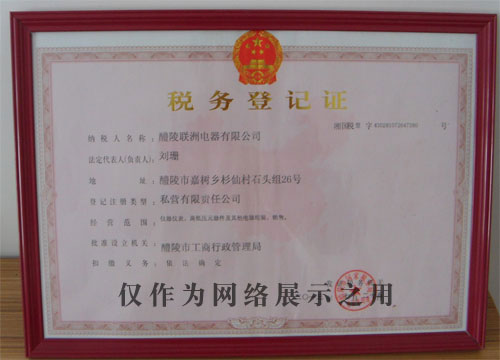 税务登记证
湘国税 字 号
纳税人名称: 醴陵联洲电器有限公司
法定代表人(负责人): 刘珊
地址: 醴陵市嘉树乡杉仙村石头组26号
登记注册类型: 私营有限责任公司
经营范围:
批准设立机关: 醴陵市工商行政管理局
扣缴义务: 依法确定
仅作为网络展示之用